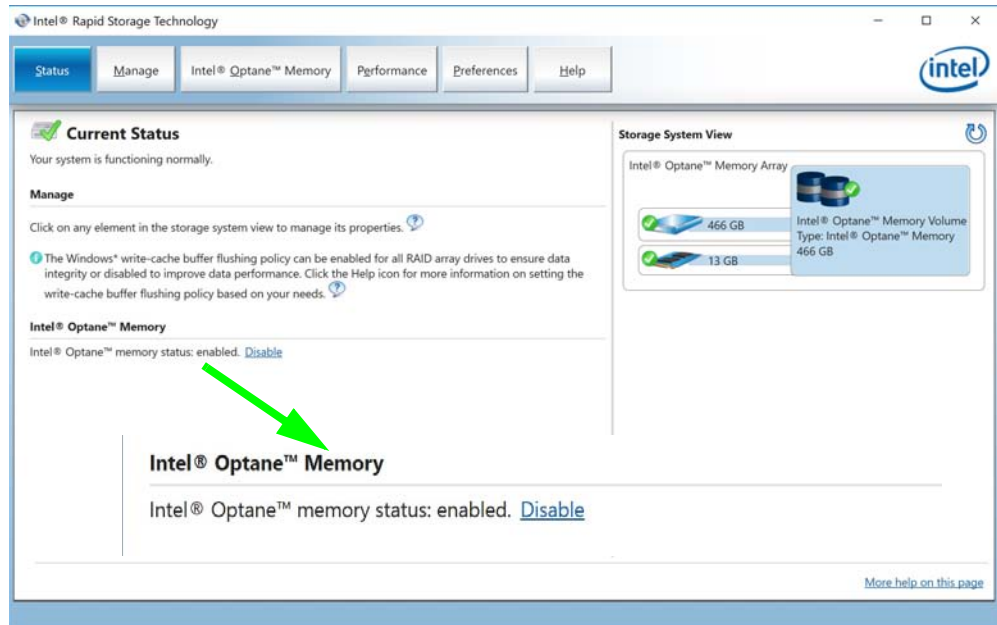 Intel® Rapid Storage Technology
Status
Manage
Intel® Optane™ Memory
Performance
Preferences
Help
intel
Current Status
Your system is functioning normally.
Manage
Click on any element in the storage system view to manage its properties.
The Windows* write-cache buffer flushing policy can be enabled for all RAID array drives to ensure data
integrity or disabled to improve data performance. Click the Help icon for more information on setting the
write-cache buffer flushing policy based on your needs.
Intel® Optane™ Memory
Intel® Optane™ memory status: enabled. Disable
Storage System View
Intel® Optane™ Memory Array
466 GB
13 GB
Intel® Optane™ Memory Volume
Type: Intel® Optane™ Memory
466 GB
Intel® Optane™ Memory
Intel® Optane™ memory status: enabled. Disable
More help on this page